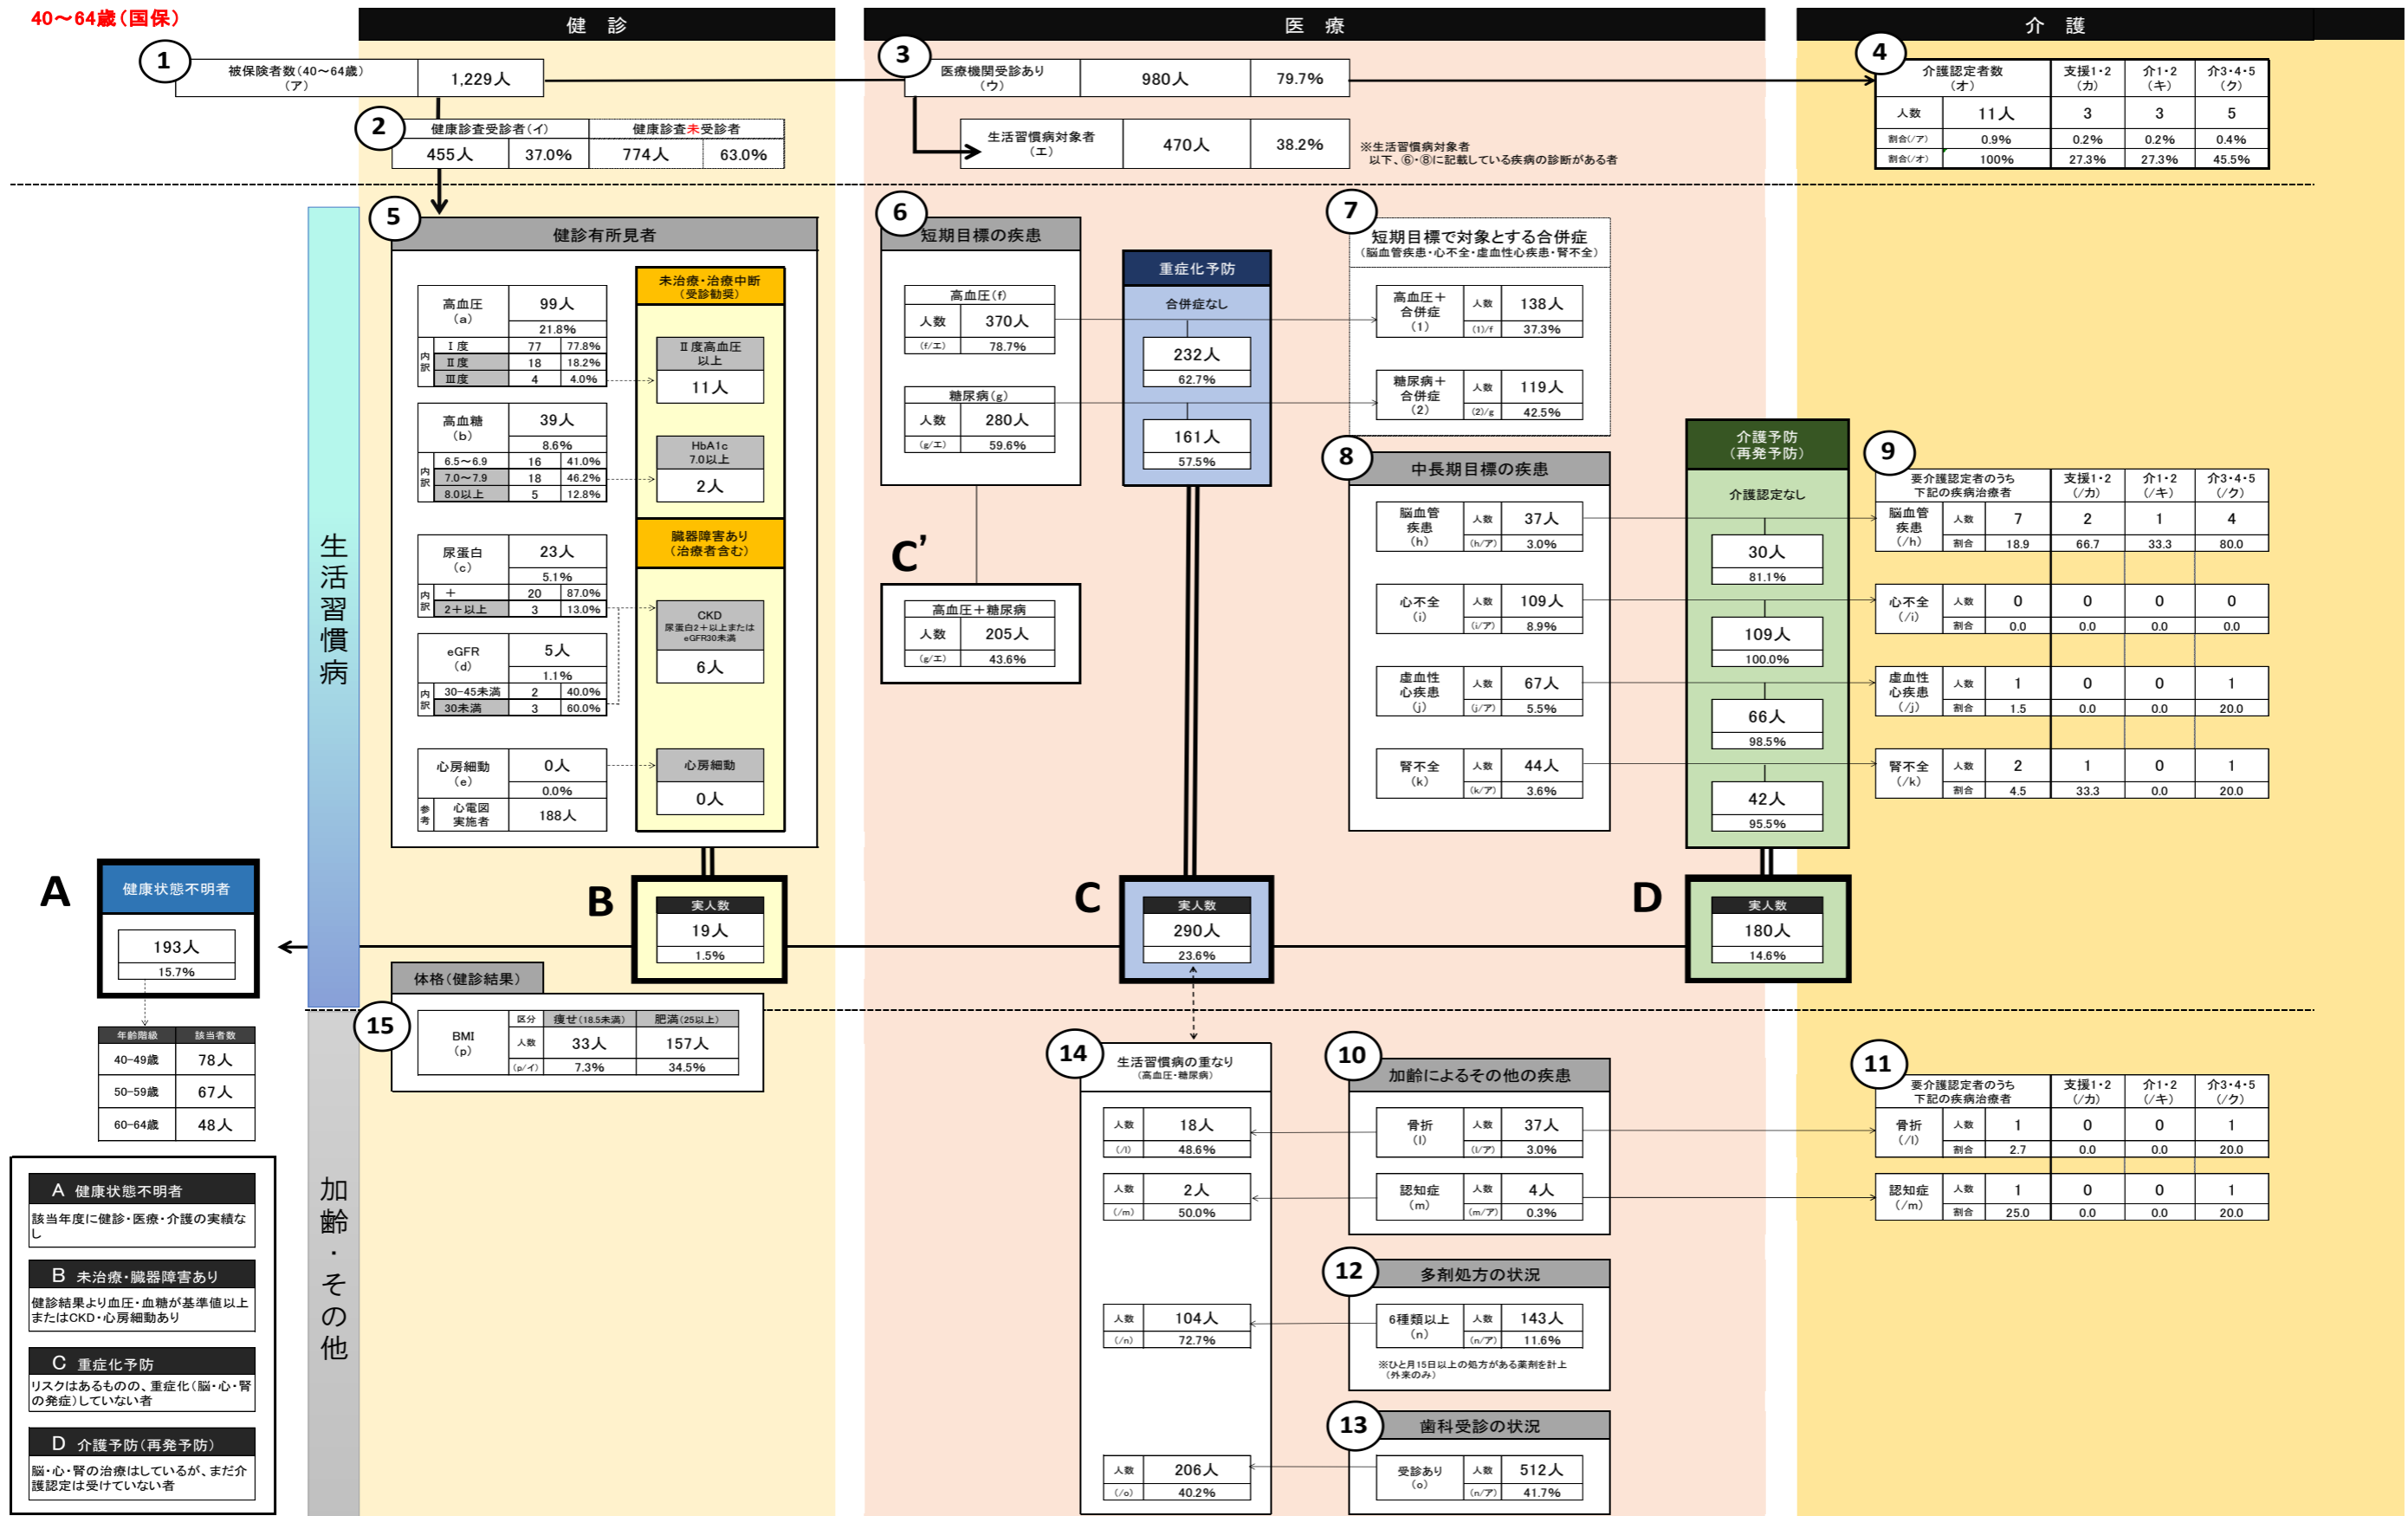 40～64歳(国保)
健 診
医 療
介 護
1
被保険者数(40～64歳)
(ア)
1,229人
2
健康診査受診者(イ)
健康診査未受診者
455人 37.0% 774人 63.0%
3
医療機関受診あり
(ウ)
980人 79.7%
生活習慣病対象者
(エ)
470人 38.2%
※生活習慣病対象者
以下、⑥・⑧に記載している疾病の診断がある者
4
介護認定者数
(オ)
支援1・2
(カ)
介1・2
(キ)
介3・4・5
(ク)
人数 11人 3 3 5
割合(/ア) 0.9% 0.2% 0.2% 0.4%
割合(/オ) 100% 27.3% 27.3% 45.5%
生活習慣病
5
健診有所見者
高血圧
(a)
99人
21.8%
内訳
Ⅰ度 77 77.8%
Ⅱ度 18 18.2%
Ⅲ度 4 4.0%
高血糖
(b)
39人
8.6%
内訳
6.5～6.9 16 41.0%
7.0～7.9 18 46.2%
8.0以上 5 12.8%
尿蛋白
(c)
23人
5.1%
内訳
＋ 20 87.0%
2＋以上 3 13.0%
eGFR
(d)
5人
1.1%
内訳
30-45未満 2 40.0%
30未満 3 60.0%
心房細動
(e)
0人
0.0%
参考
心電図
実施者
188人
未治療・治療中断
(受診勧奨)
Ⅱ度高血圧
以上
11人
HbA1c
7.0以上
2人
臓器障害あり
(治療者含む)
CKD
尿蛋白2＋以上または
eGFR30未満
6人
心房細動
0人
6
短期目標の疾患
高血圧(f)
人数 370人
(f/エ) 78.7%
糖尿病(g)
人数 280人
(g/エ) 59.6%
C'
高血圧＋糖尿病
人数 205人
(g/エ) 43.6%
重症化予防
合併症なし
232人
62.7%
161人
57.5%
7
短期目標で対象とする合併症
(脳血管疾患・心不全・虚血性心疾患・腎不全)
高血圧＋
合併症
(1)
人数 138人
(1)/f 37.3%
糖尿病＋
合併症
(2)
人数 119人
(2)/g 42.5%
8
中長期目標の疾患
脳血管
疾患
(h)
人数 37人
(h/ア) 3.0%
心不全
(i)
人数 109人
(i/ア) 8.9%
虚血性
心疾患
(j)
人数 67人
(j/ア) 5.5%
腎不全
(k)
人数 44人
(k/ア) 3.6%
介護予防
(再発予防)
介護認定なし
30人
81.1%
109人
100.0%
66人
98.5%
42人
95.5%
9
要介護認定者のうち
下記の疾病治療者
支援1・2
(/カ)
介1・2
(/キ)
介3・4・5
(/ク)
脳血管
疾患
(/h)
人数 7 2 1 4
割合 18.9 66.7 33.3 80.0
心不全
(/i)
人数 0 0 0 0
割合 0.0 0.0 0.0 0.0
虚血性
心疾患
(/j)
人数 1 0 0 1
割合 1.5 0.0 0.0 20.0
腎不全
(/k)
人数 2 1 0 1
割合 4.5 33.3 0.0 20.0
A
健康状態不明者
193人
15.7%
年齢階級 該当者数
40-49歳 78人
50-59歳 67人
60-64歳 48人
B
実人数
19人
1.5%
C
実人数
290人
23.6%
D
実人数
180人
14.6%
体格(健診結果)
15
BMI
(p)
区分 痩せ(18.5未満) 肥満(25以上)
人数 33人 157人
(p/イ) 7.3% 34.5%
加齢・その他
14
生活習慣病の重なり
(高血圧・糖尿病)
人数 18人
(/l) 48.6%
人数 2人
(/m) 50.0%
人数 104人
(/n) 72.7%
人数 206人
(/o) 40.2%
10
加齢によるその他の疾患
骨折
(l)
人数 37人
(l/ア) 3.0%
認知症
(m)
人数 4人
(m/ア) 0.3%
12
多剤処方の状況
6種類以上
(n)
人数 143人
(n/ア) 11.6%
※ひと月15日以上の処方がある薬剤を計上
(外来のみ)
13
歯科受診の状況
受診あり
(o)
人数 512人
(n/ア) 41.7%
11
要介護認定者のうち
下記の疾病治療者
支援1・2
(/カ)
介1・2
(/キ)
介3・4・5
(/ク)
骨折
(/l)
人数 1 0 0 1
割合 2.7 0.0 0.0 20.0
認知症
(/m)
人数 1 0 0 1
割合 25.0 0.0 0.0 20.0
A 健康状態不明者
該当年度に健診・医療・介護の実績な
し
B 未治療・臓器障害あり
健診結果より血圧・血糖が基準値以上
またはCKD・心房細動あり
C 重症化予防
リスクはあるものの、重症化(脳・心・腎
の発症)していない者
D 介護予防(再発予防)
脳・心・腎の治療はしているが、まだ介
護認定は受けていない者